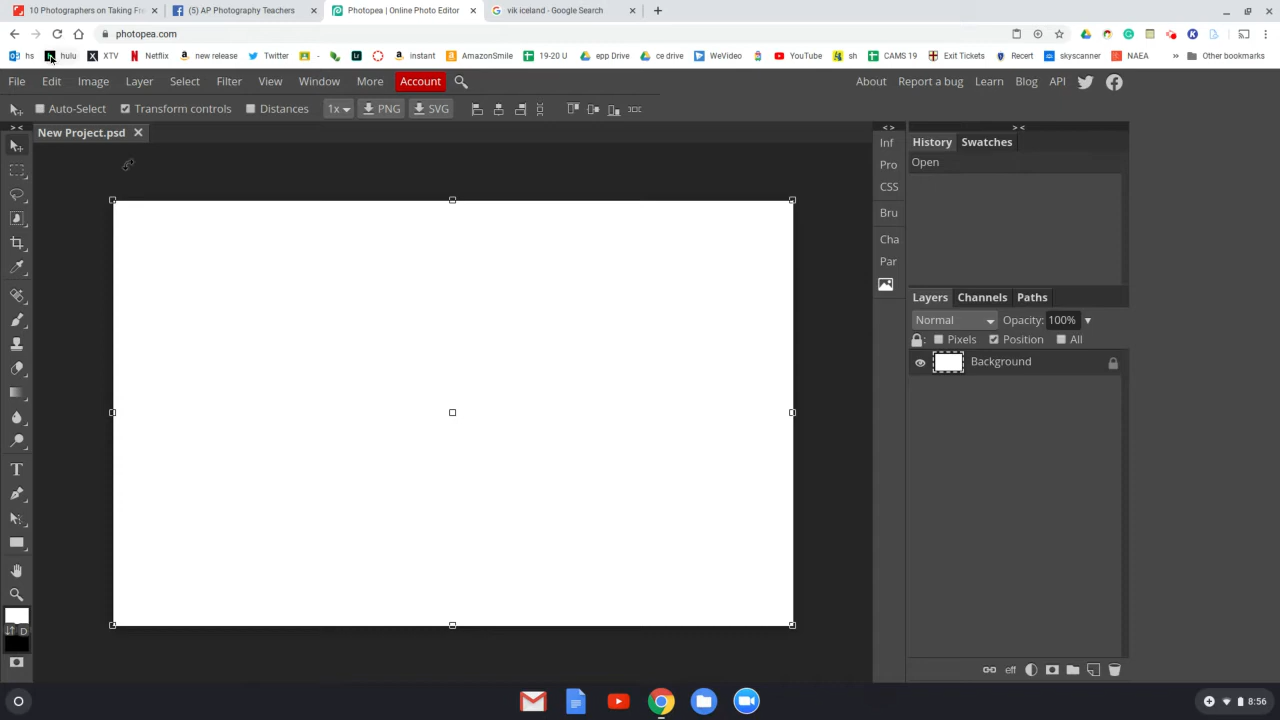 10 Photographers on Taking Fre
(5) AP Photography Teachers
Photopea | Online Photo Editor
vik iceland - Google Search
photopea.com
hs
hulu
XTV
Netflix
new release
Twitter
instant
AmazonSmile
19-20 U
epp Drive
ce drive
WeVideo
YouTube
sh
CAMS 19
Exit Tickets
Recert
skyscanner
NAEA
» Other bookmarks
File Edit Image Layer Select Filter View Window More Account
About Report a bug Learn Blog API
Auto-Select Transform controls Distances 1x PNG SVG
New Project.psd
History Swatches
Open
Inf
Pro
CSS
Bru
Cha
Par
Layers Channels Paths
Normal Opacity: 100%
Pixels Position All
Background
T
D
eff
8:56